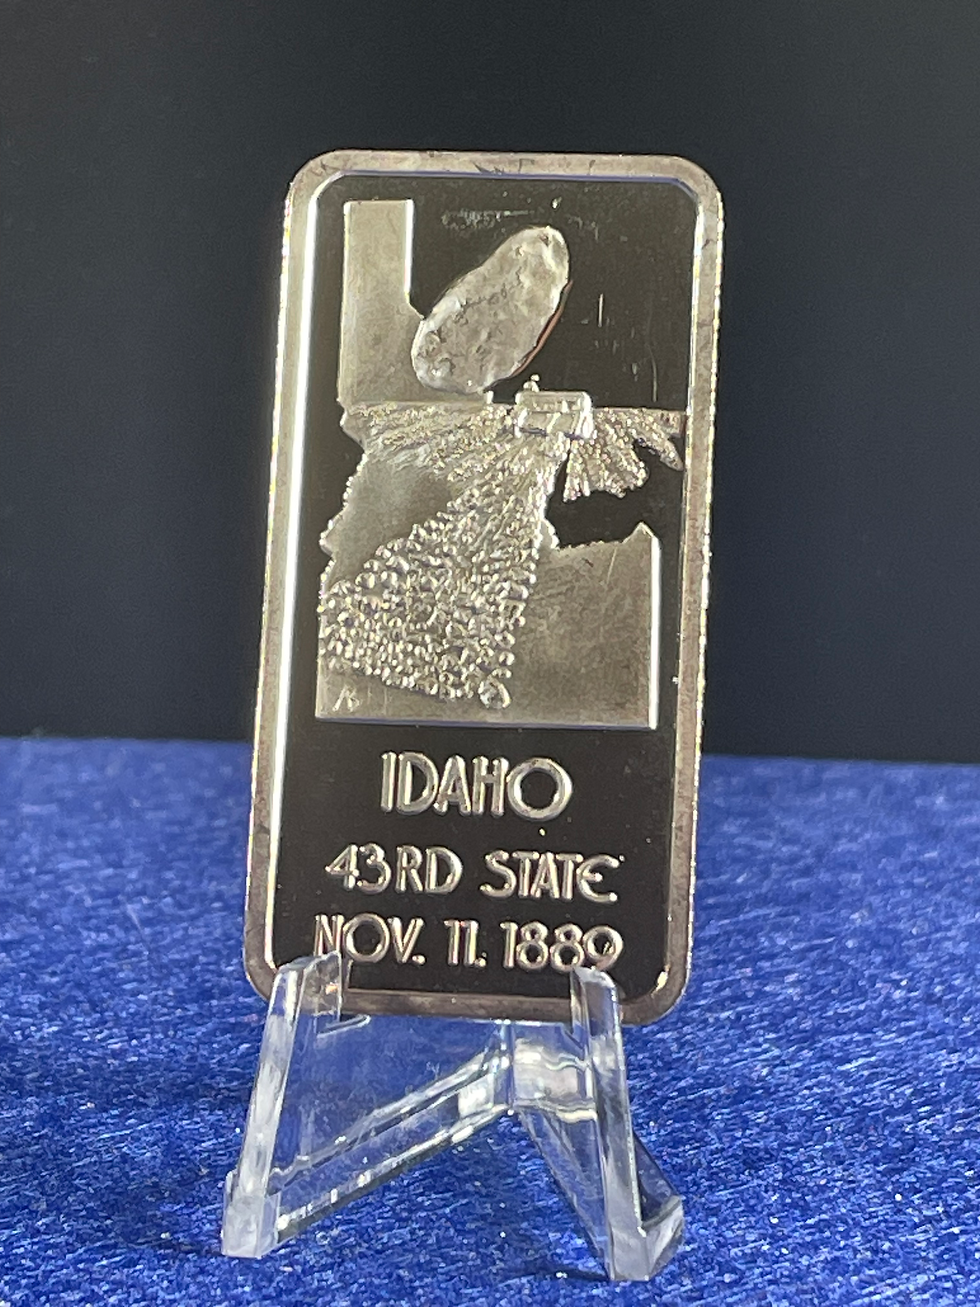 IDAHO
43RD STATE
NOV. 11. 1889